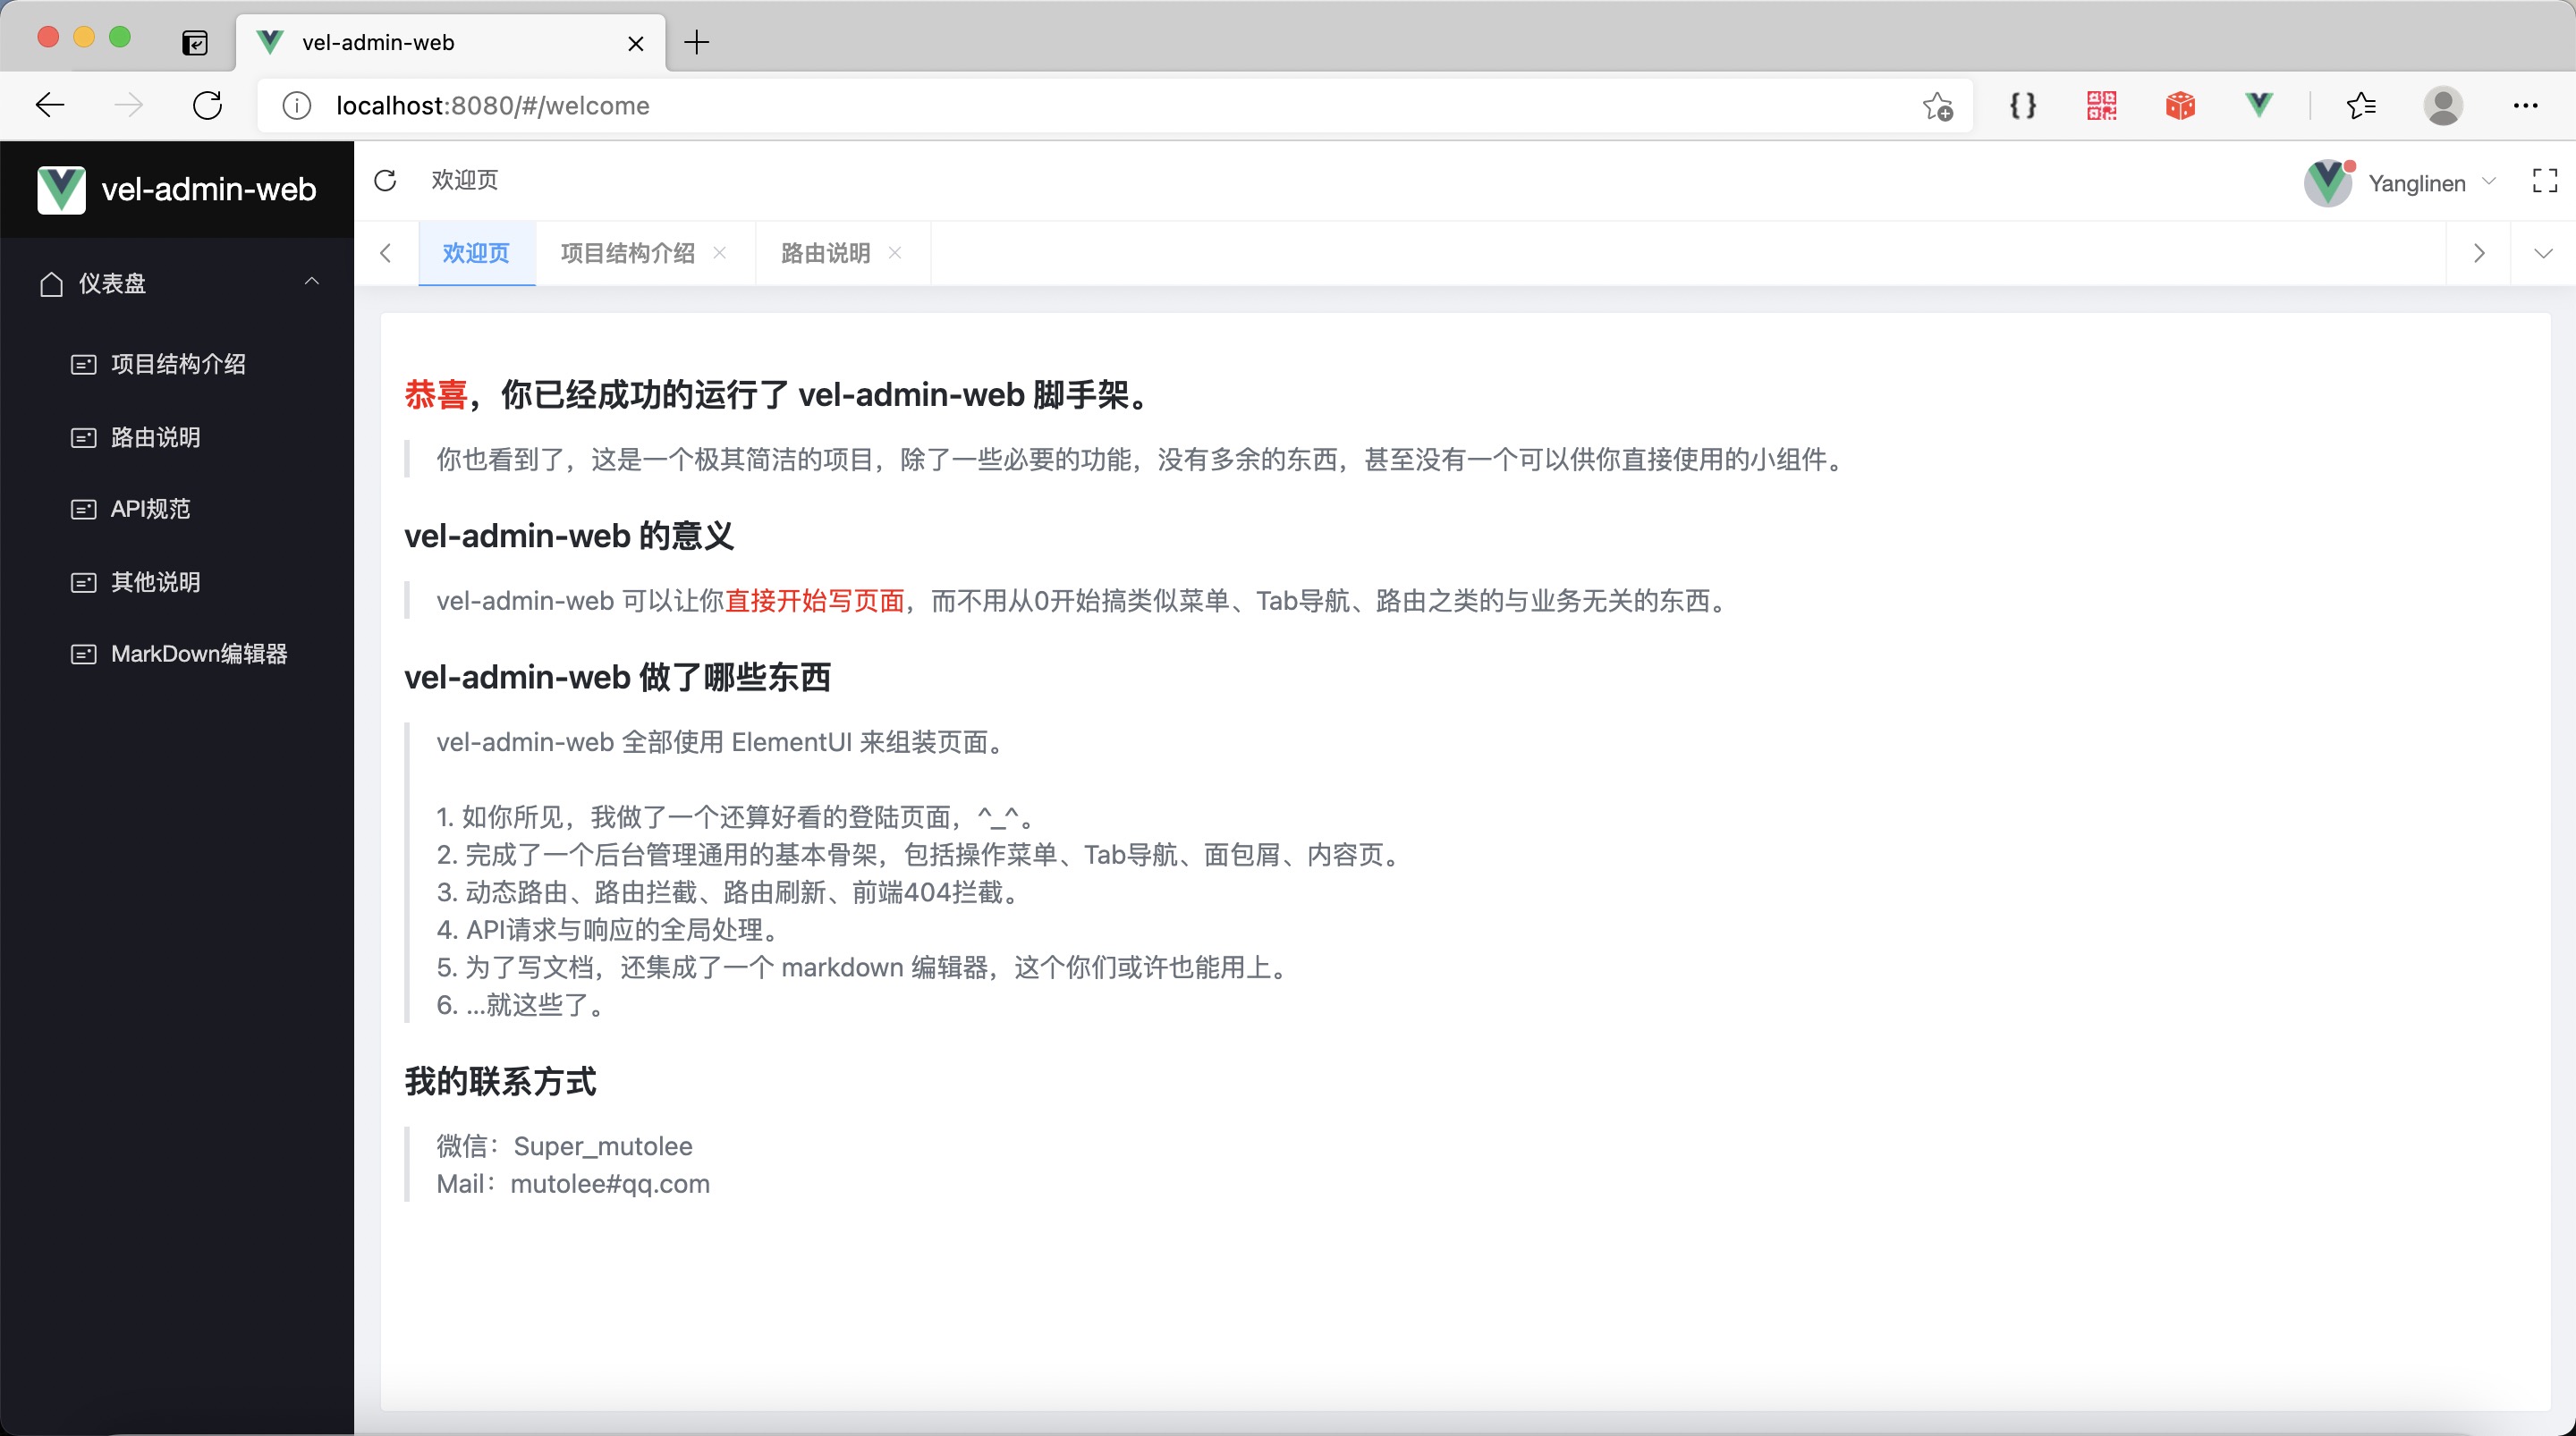 vel-admin-web
localhost:8080/#/welcome
vel-admin-web
欢迎页
Yanglinen
欢迎页
项目结构介绍
路由说明
仪表盘
项目结构介绍
路由说明
API规范
其他说明
MarkDown编辑器
恭喜，你已经成功的运行了 vel-admin-web 脚手架。
你也看到了，这是一个极其简洁的项目，除了一些必要的功能，没有多余的东西，甚至没有一个可以供你直接使用的小组件。
vel-admin-web 的意义
vel-admin-web 可以让你直接开始写页面，而不用从0开始搞类似菜单、Tab导航、路由之类的与业务无关的东西。
vel-admin-web 做了哪些东西
vel-admin-web 全部使用 ElementUI 来组装页面。
1. 如你所见，我做了一个还算好看的登陆页面，^_^。
2. 完成了一个后台管理通用的基本骨架，包括操作菜单、Tab导航、面包屑、内容页。
3. 动态路由、路由拦截、路由刷新、前端404拦截。
4. API请求与响应的全局处理。
5. 为了写文档，还集成了一个 markdown 编辑器，这个你们或许也能用上。
6. ...就这些了。
我的联系方式
微信：Super_mutolee
Mail：mutolee#qq.com